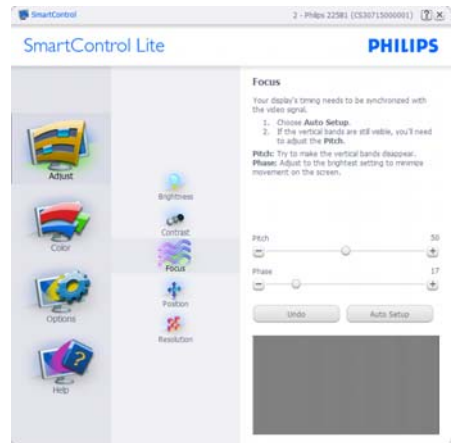 SmartControl
2 - Philips 225B1 (CS30715000001)
SmartControl Lite
PHILIPS
Adjust
Color
Options
Help
Brightness
Contrast
Focus
Position
Resolution
Focus
Your display's timing needs to be synchronized with
the video signal.
1. Choose Auto Setup.
2. If the vertical bands are still visible, you'll need
to adjust the Pitch.
Pitch: Try to make the vertical bands disappear.
Phase: Adjust to the brightest setting to minimize
movement on the screen.
Pitch 50
Phase 17
Undo Auto Setup